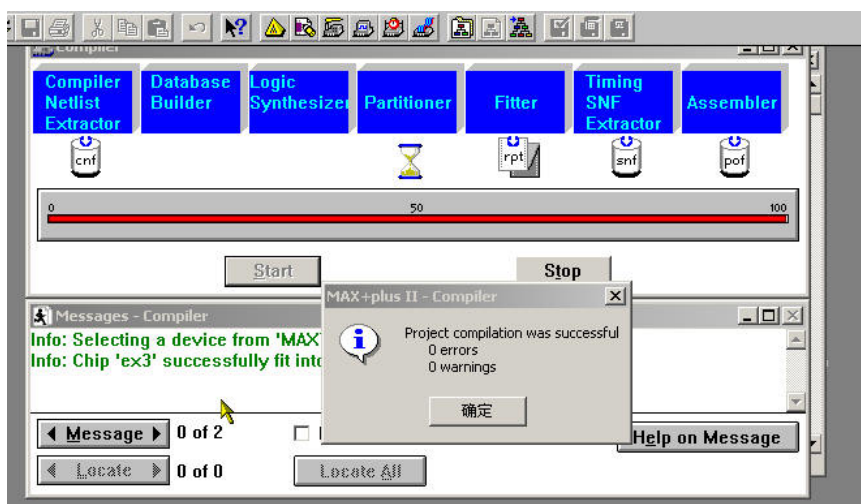 Compiler
Compiler Netlist Extractor
Database Builder
Logic Synthesizer
Partitioner
Fitter
Timing SNF Extractor
Assembler
cnf
rpt
snf
pof
0 50 100
Start
Stop
MAX+plus II - Compiler
Project compilation was successful
0 errors
0 warnings
确定
Messages - Compiler
Info: Selecting a device from 'MAX
Info: Chip 'ex3' successfully fit into
Message 0 of 2
Help on Message
Locate 0 of 0
Locate All